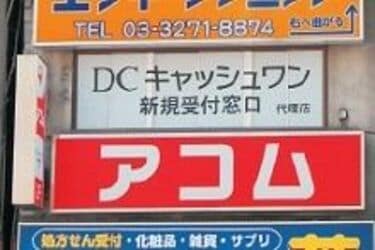 TEL 03-3271-8874
右へ曲がる↑
DCキャッシュワン
新規受付窓口 代理店
アコム
処方せん受付・化粧品・雑貨・サプリ